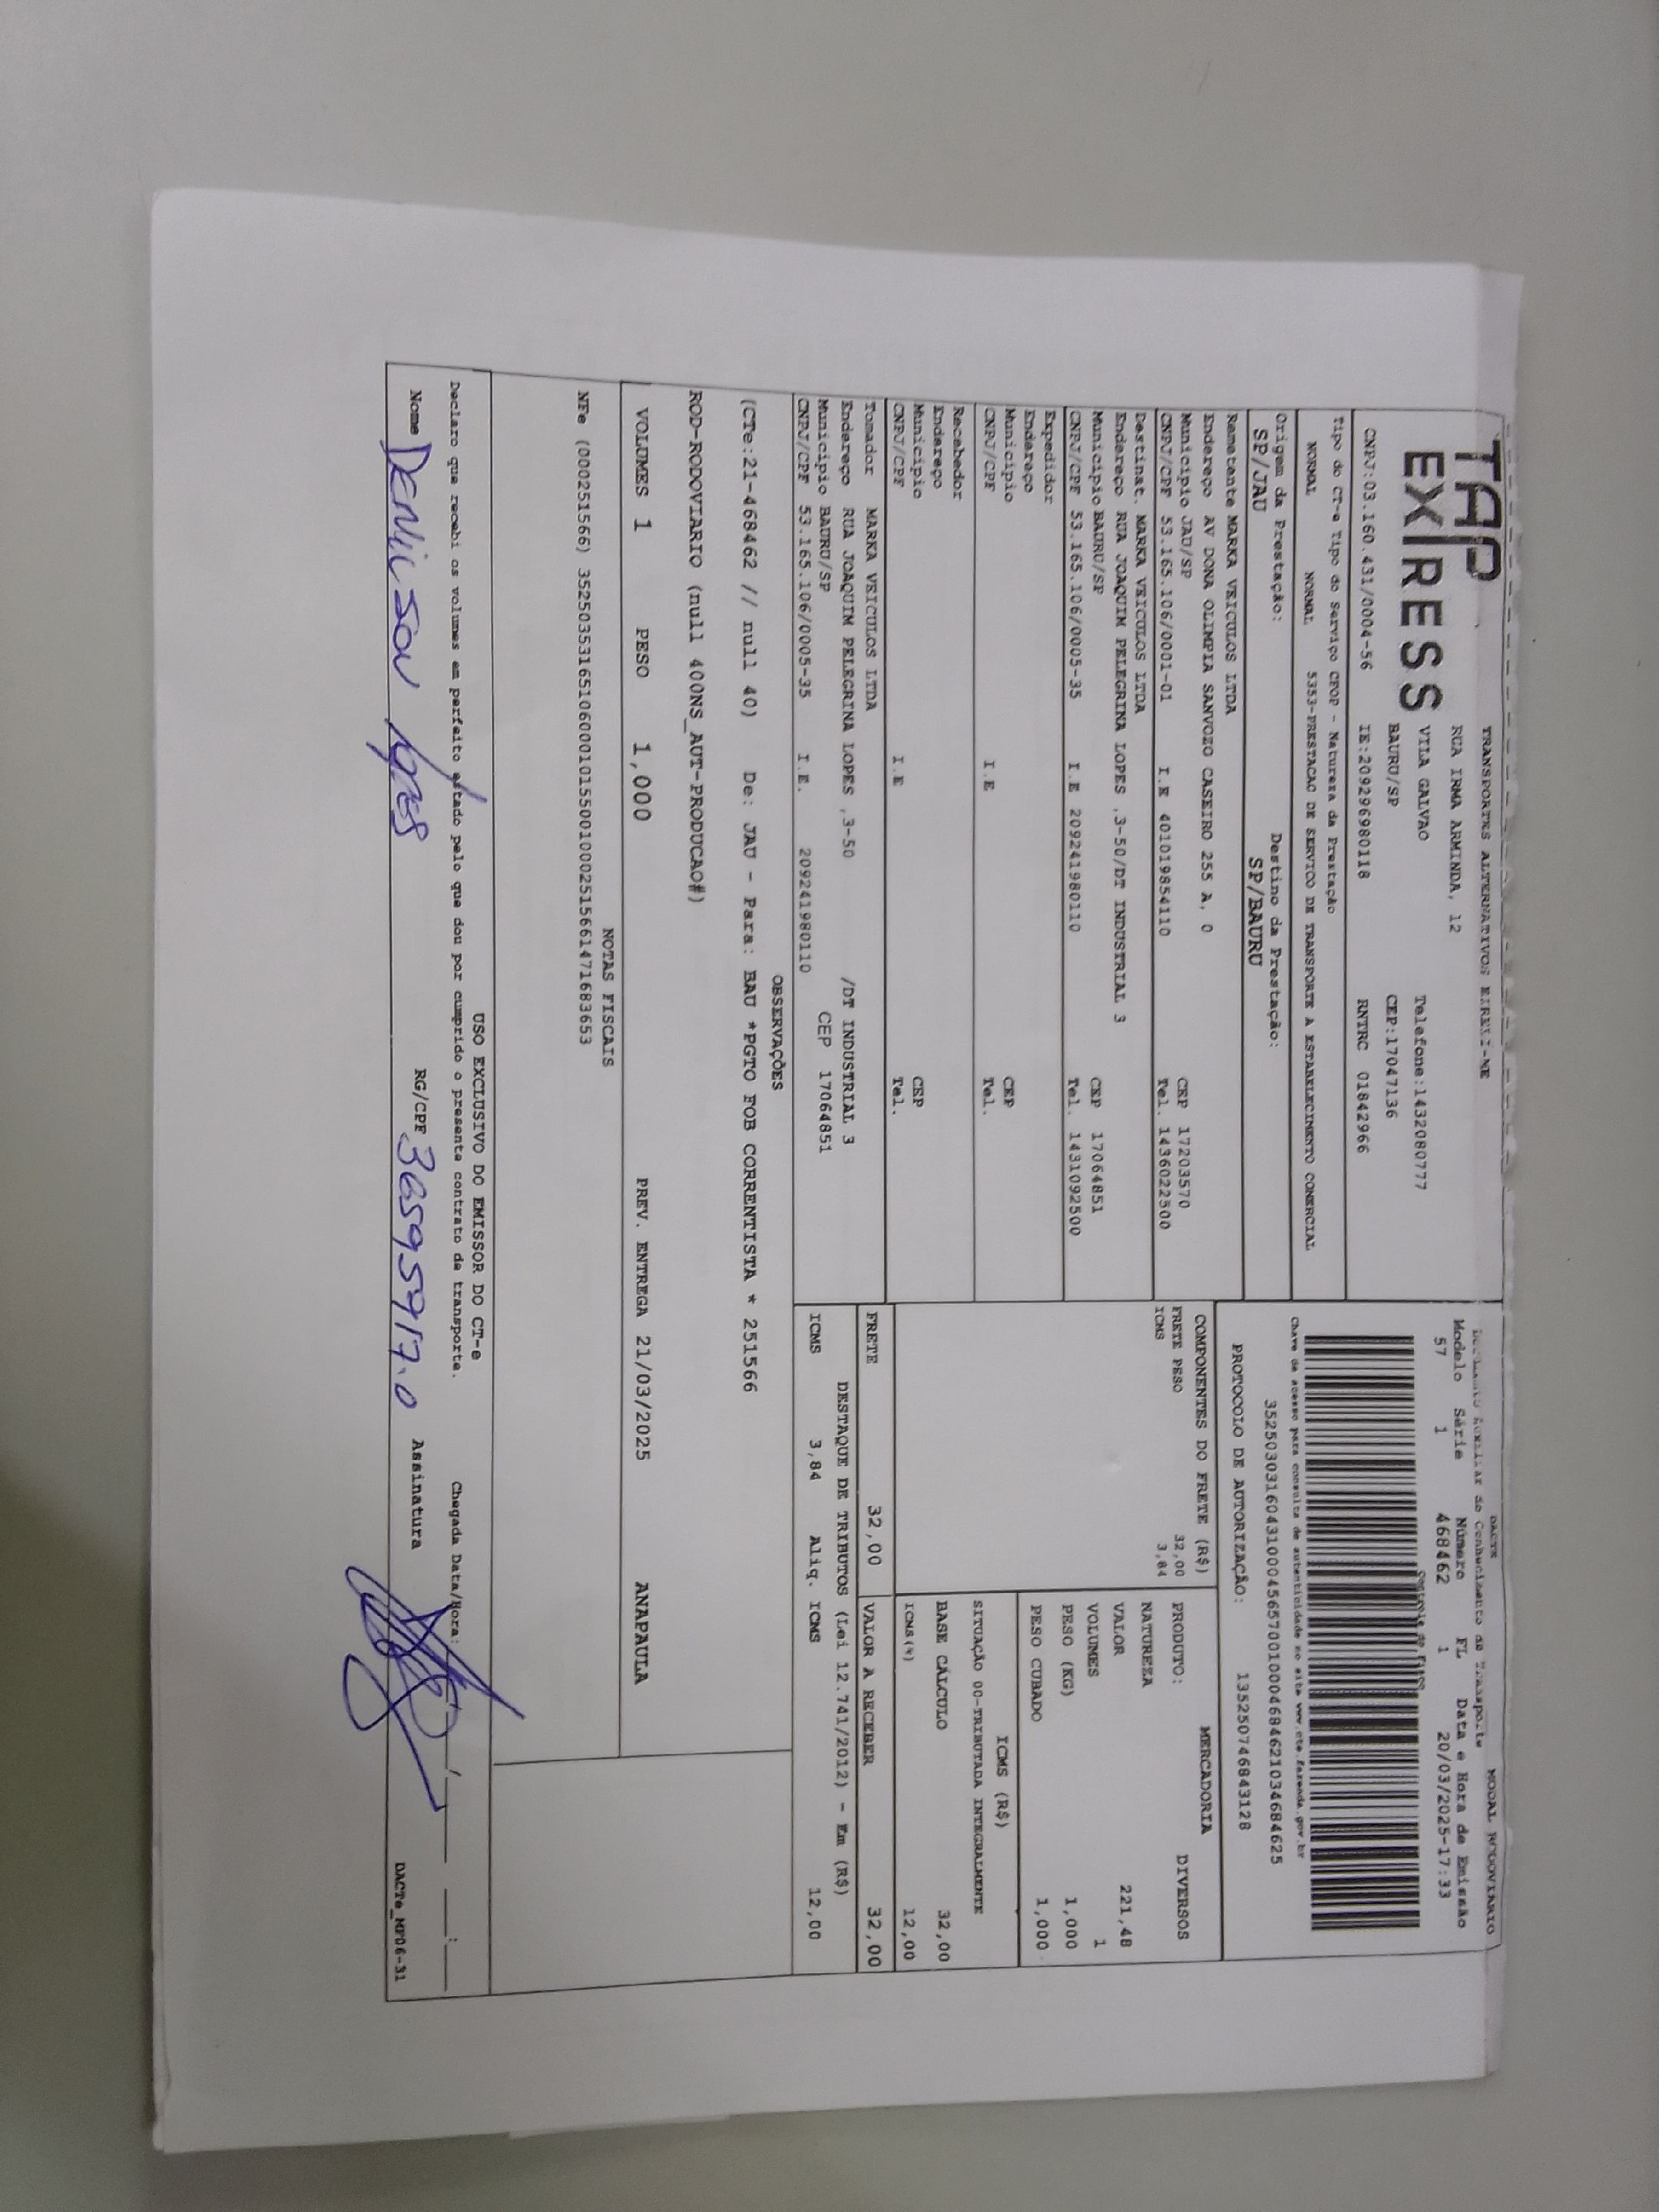 TAP
EXPRESS
TRANSPORTES ALTERNATIVOS EIRELI-ME
RUA IRMA ARMINDA, 12
VILA GALVAO Telefone:1432080777
BAURU/SP CEP:17047136
CNPJ:03.160.431/0004-56 IE:209296980118 RNTRC 01842966
Tipo do CT-e Tipo do Serviço CFOP - Natureza da Prestação
NORMAL NORMAL 5353-PRESTACAO DE SERVICO DE TRANSPORTE A ESTABELECIMENTO COMERCIAL
Origem da Prestação: Destino da Prestação:
SP/JAU SP/BAURU
Remetente MARKA VEICULOS LTDA
Endereço AV DONA OLIMPIA SANVOZO CASEIRO 255 A, 0
Município JAU/SP CEP 17203570
CNPJ/CPF 53.165.106/0001-01 I.E 401019854110 Tel. 1436022500
Destinat. MARKA VEICULOS LTDA
Endereço RUA JOAQUIM PELEGRINA LOPES ,3-50/DT INDUSTRIAL 3
Município BAURU/SP CEP 17064851
CNPJ/CPF 53.165.106/0005-35 I.E 209241980110 Tel. 1431092500
Expedidor
Endereço
Município CEP
CNPJ/CPF I.E Tel.
Recebedor
Endereço
Município CEP
CNPJ/CPF I.E Tel.
Tomador MARKA VEICULOS LTDA
Endereço RUA JOAQUIM PELEGRINA LOPES ,3-50 /DT INDUSTRIAL 3
Município BAURU/SP CEP 17064851
CNPJ/CPF 53.165.106/0005-35 I.E. 209241980110
DACTE MODAL RODOVIARIO
Documento Auxiliar do Conhecimento de Transporte
Modelo Série Número FL Data e Hora de Emissão
57 1 468462 1 20/03/2025-17:33
Controle do Fisco
Chave de acesso para consulta de autenticidade no site www.cte.fazenda.gov.br
35250303160431000456570010004684621034684625
PROTOCOLO DE AUTORIZAÇÃO: 135250746843128
COMPONENTES DO FRETE (R$)
FRETE PESO 32,00
ICMS 3,84
MERCADORIA
PRODUTO: DIVERSOS
NATUREZA
VALOR 221,48
VOLUMES 1
PESO (KG) 1,000
PESO CUBADO 1,000
ICMS (R$)
SITUAÇÃO 00-TRIBUTADA INTEGRALMENTE
BASE CÁLCULO 32,00
ICMS(%) 12,00
FRETE 32,00 VALOR A RECEBER 32,00
DESTAQUE DE TRIBUTOS (Lei 12.741/2012) - Em (R$)
ICMS 3,84 Aliq. ICMS 12,00
OBSERVAÇÕES
(CTe:21-468462 // null 40) De: JAU - Para: BAU *PGTO FOB CORRENTISTA * 251566
ROD-RODOVIARIO (null 400NS_AUT-PRODUCAO#)
VOLUMES 1 PESO 1,000 PREV. ENTREGA 21/03/2025 ANAPAULA
NOTAS FISCAIS
NFe (000251566) 35250353165106000101550010002515661471683653
USO EXCLUSIVO DO EMISSOR DO CT-e
Declaro que recebi os volumes em perfeito estado pelo que dou por cumprido o presente contrato de transporte. Chegada Data/Hora:
Nome Denilson RG/CPF 36595917.0 Assinatura
DACTe_MP06-31